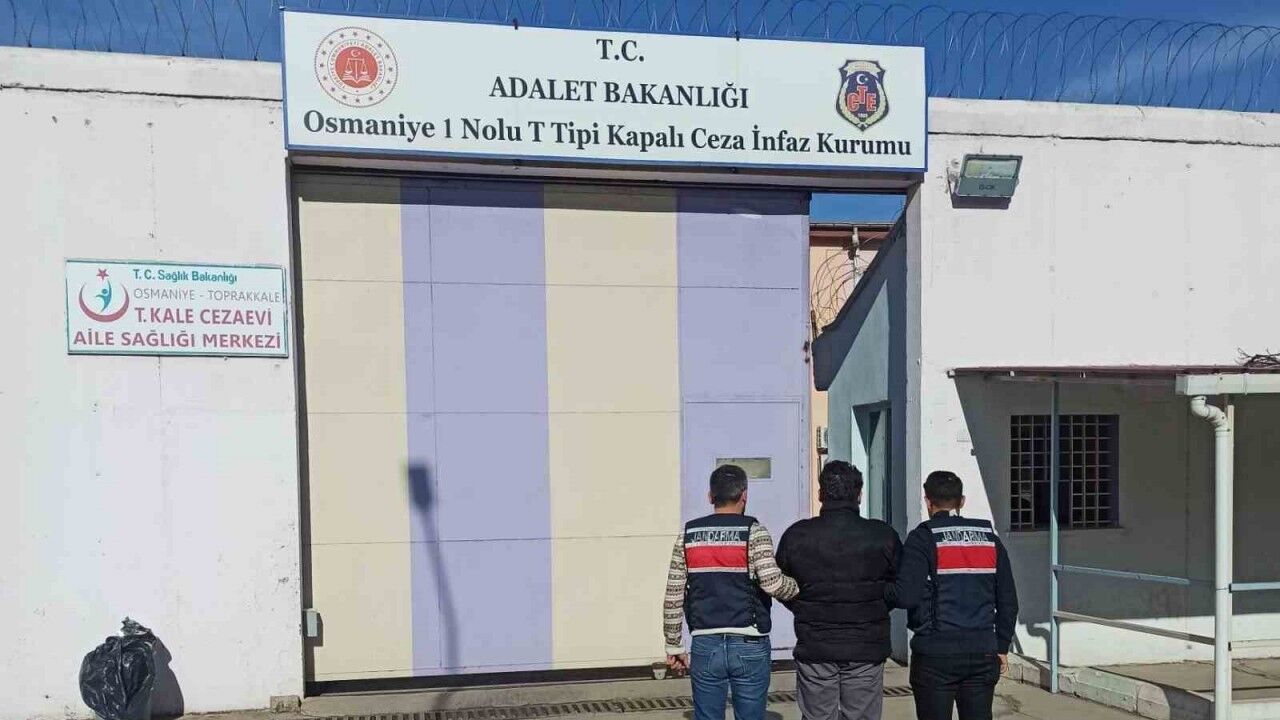 T.C.
ADALET BAKANLIĞI
Osmaniye 1 Nolu T Tipi Kapalı Ceza İnfaz Kurumu
CTE
T. C. Sağlık Bakanlığı
OSMANİYE - TOPRAKKALE
T.KALE CEZAEVİ
AİLE SAĞLIĞI MERKEZİ
JANDARMA
JANDARMA